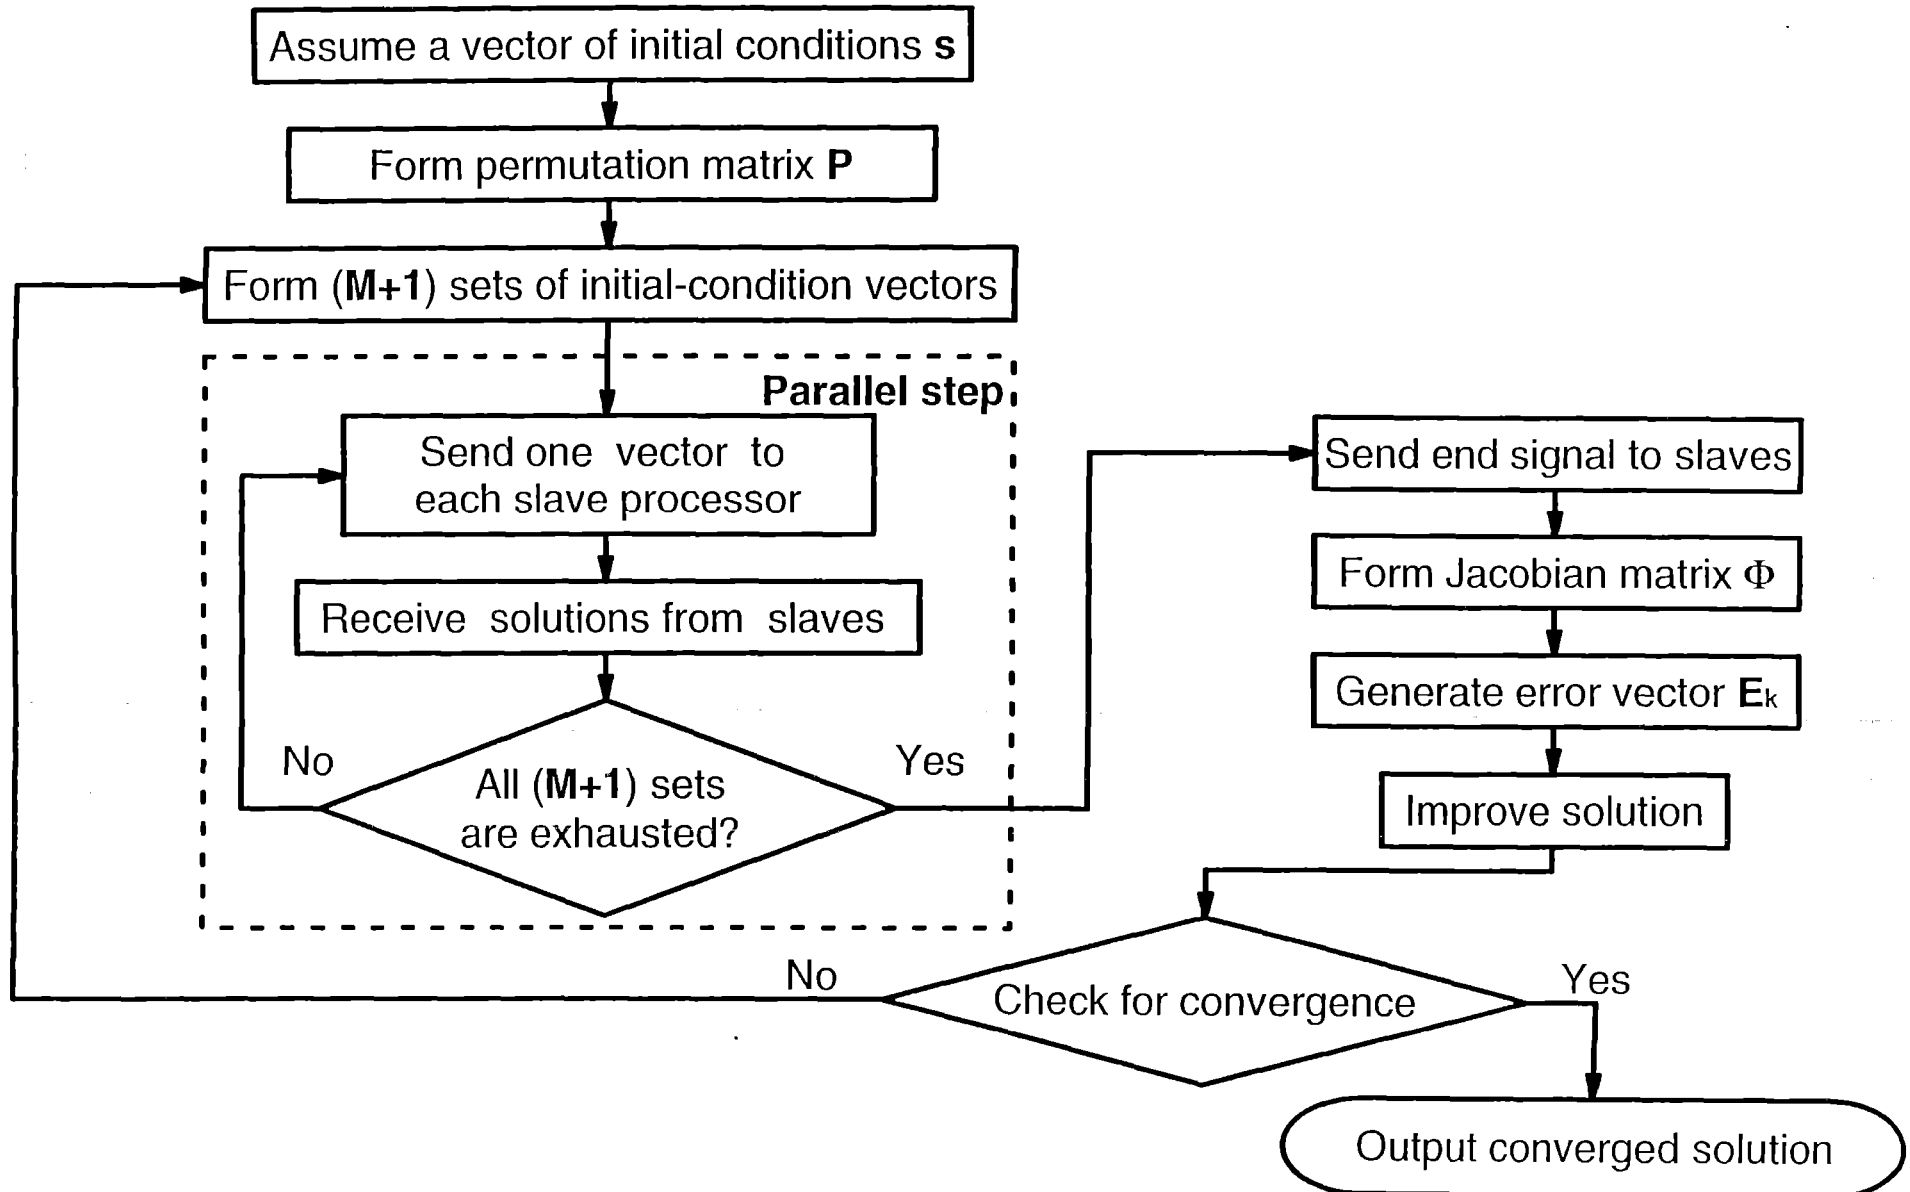 Assume a vector of initial conditions s
Form permutation matrix P
Form (M+1) sets of initial-condition vectors
Parallel step
Send one vector to
each slave processor
Receive solutions from slaves
No
Yes
All (M+1) sets
are exhausted?
Send end signal to slaves
Form Jacobian matrix Φ
Generate error vector Ek
Improve solution
No
Yes
Check for convergence
Output converged solution